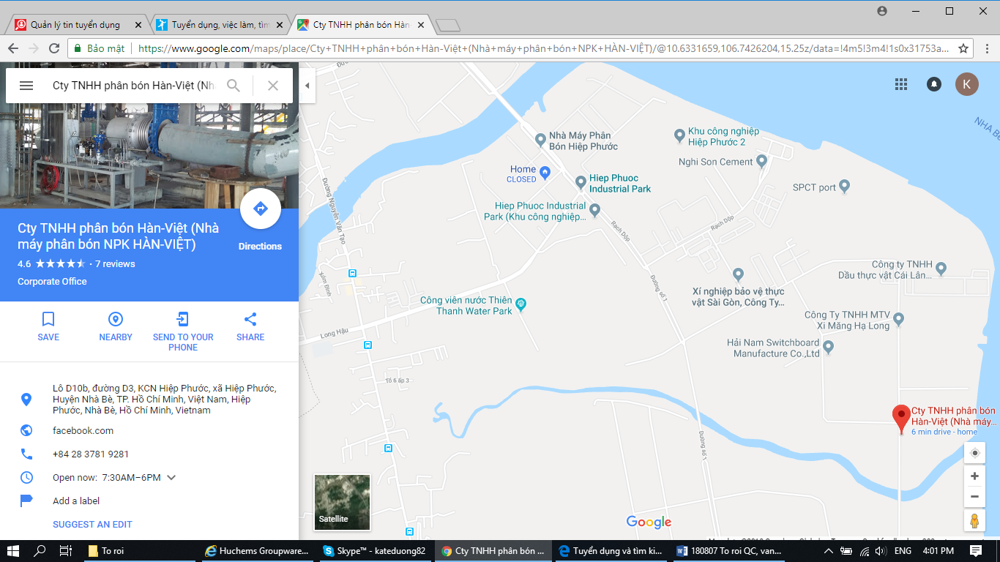 Quản lý tin tuyển dụng
Tuyển dụng, việc làm, tìm
Cty TNHH phân bón Hàn
Bảo mật
https://www.google.com/maps/place/Cty+TNHH+phân+bón+Hàn-Việt+(Nhà+máy+phân+bón+NPK+HÀN-VIỆT)/@10.6331659,106.7426204,15.25z/data=!4m5!3m4!1s0x31753a...
Cty TNHH phân bón Hàn-Việt (Nh
K
Cty TNHH phân bón Hàn-Việt (Nhà
máy phân bón NPK HÀN-VIỆT)
4.6 · 7 reviews
Corporate Office
Directions
SAVE
NEARBY
SEND TO YOUR
PHONE
SHARE
Lô D10b, đường D3, KCN Hiệp Phước, xã Hiệp Phước,
Huyện Nhà Bè, TP. Hồ Chí Minh, Việt Nam, Hiệp
Phước, Nhà Bè, Hồ Chí Minh, Vietnam
facebook.com
+84 28 3781 9281
Open now: 7:30AM–6PM
Add a label
SUGGEST AN EDIT
NHA BÈ
Nhà Máy Phân
Bón Hiệp Phước
Khu công nghiệp
Hiệp Phước 2
Nghi Son Cement
Home
CLOSED
Hiep Phuoc
Industrial Park
SPCT port
Hiep Phuoc Industrial
Park (Khu công nghiệp...
Rạch Dộp
Rạch Dộp
Đường Nguyễn Văn Tạo
Công ty TNHH
Dầu thực vật Cái Lân...
Đường số 1
Xí nghiệp bảo vệ thực
vật Sài Gòn, Công Ty...
Công viên nước Thiên
Thanh Water Park
Công Ty TNHH MTV
Xi Măng Hạ Long
Long Hậu
Hải Nam Switchboard
Manufacture Co.,Ltd
Tổ 6 ấp 3
Cty TNHH phân bón
Hàn-Việt (Nhà máy...
6 min drive - home
Đường số 1
Satellite
Google
To roi
Huchems Groupware...
Skype™ - kateduong82
Cty TNHH phân bón ...
Tuyển dụng và tìm ki...
180807 To roi QC, van...
ENG
4:01 PM